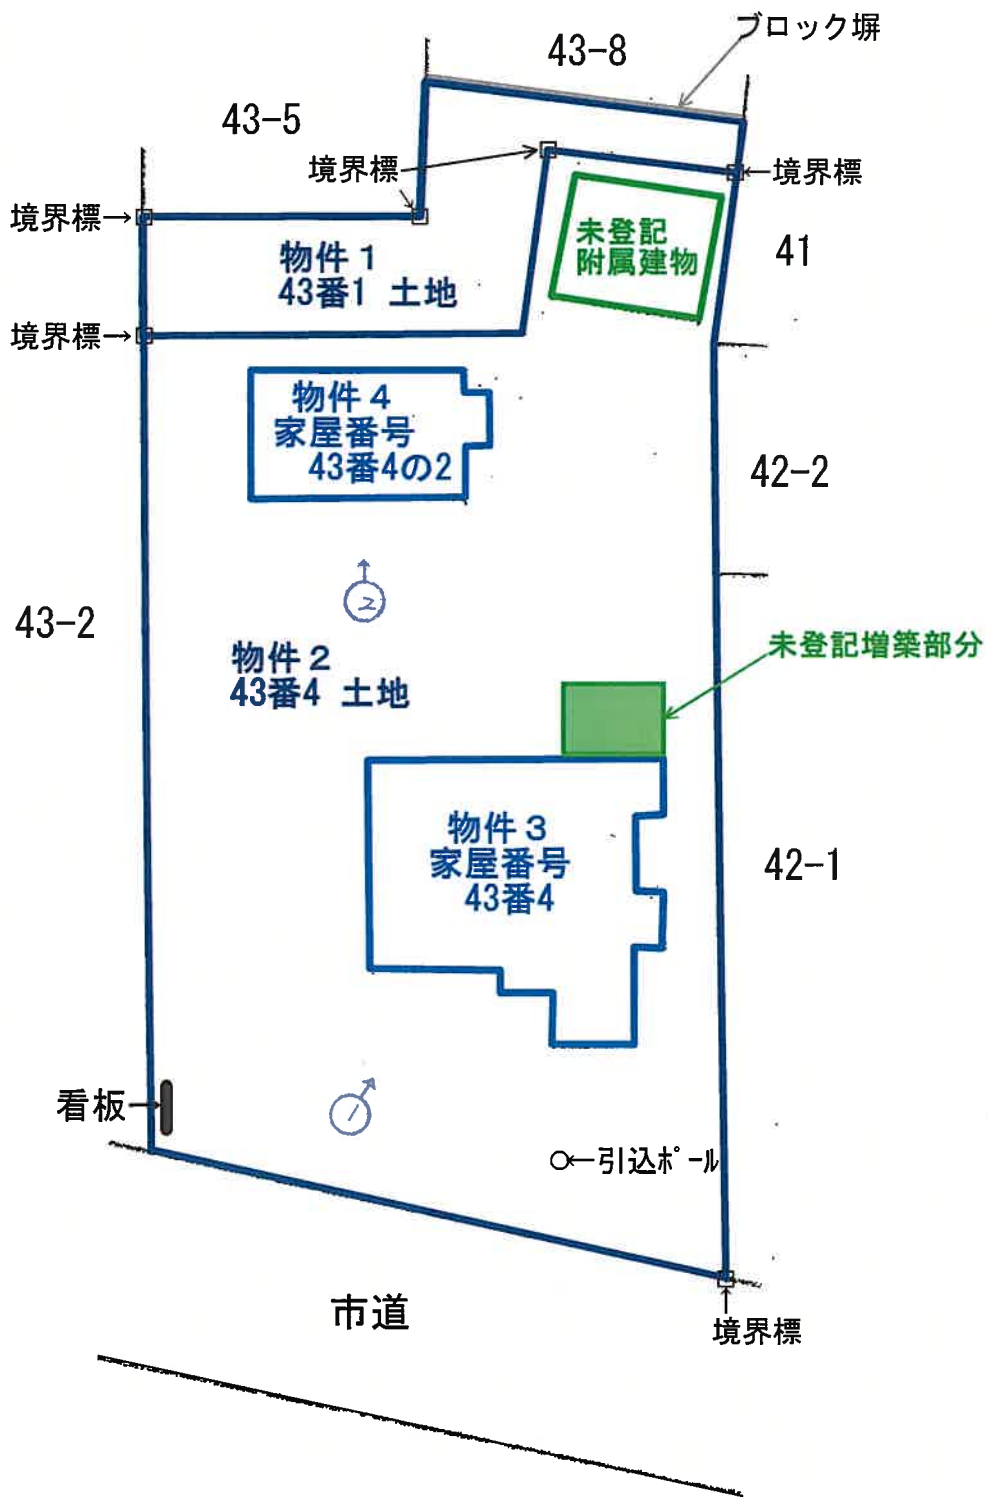 ブロック塀
43-8
43-5
境界標
境界標
境界標
未登記
附属建物
41
物件1
43番1 土地
境界標
物件4
家屋番号
43番4の2
42-2
2
43-2
物件2
43番4 土地
未登記増築部分
物件3
家屋番号
43番4
42-1
看板
1
引込ﾎﾟｰﾙ
市道
境界標